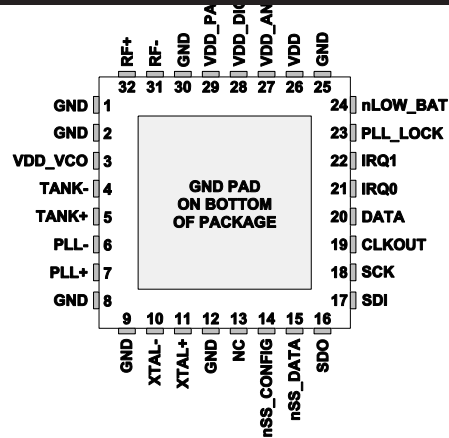 RF+
RF-
GND
VDD
GND
32 31 30 29 28 27 26 25
GND 1
GND 2
VDD_VCO 3
TANK- 4
TANK+ 5
PLL- 6
PLL+ 7
GND 8
GND PAD
ON BOTTOM
OF PACKAGE
24 nLOW_BAT
23 PLL_LOCK
22 IRQ1
21 IRQ0
20 DATA
19 CLKOUT
18 SCK
17 SDI
9 10 11 12 13 14 15 16
GND
XTAL-
XTAL+
GND
NC
nSS_CONFIG
nSS_DATA
SDO